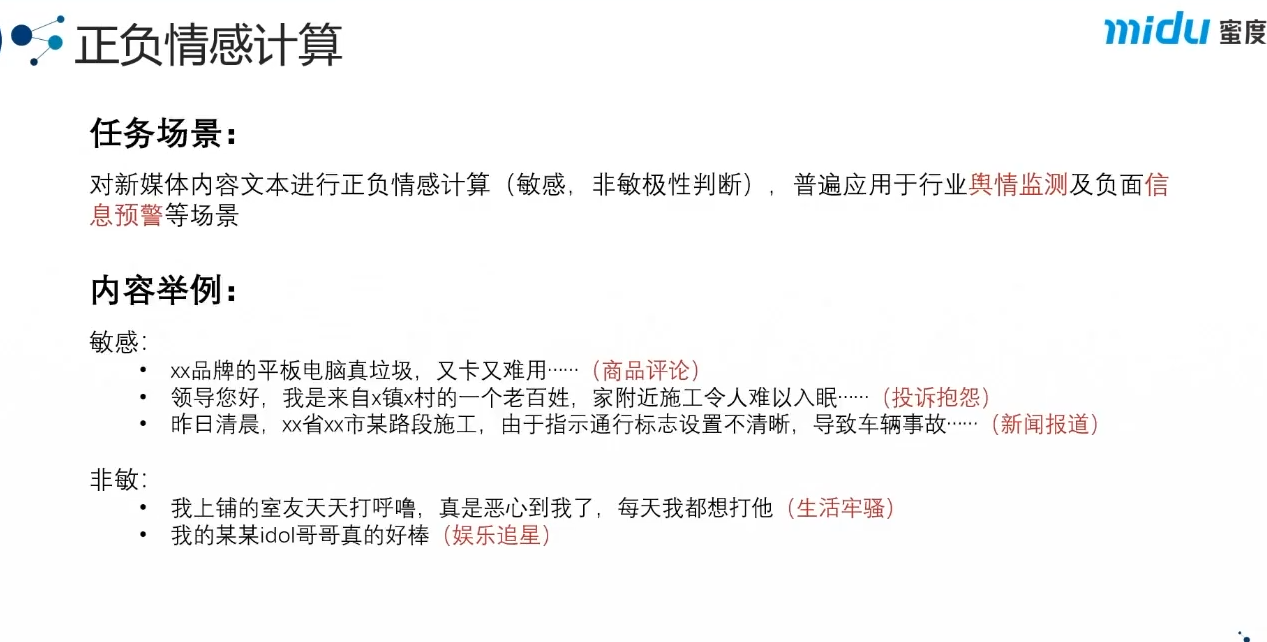 正负情感计算
midu 蜜度
任务场景：
对新媒体内容文本进行正负情感计算（敏感，非敏极性判断），普遍应用于行业舆情监测及负面信
息预警等场景
内容举例：
敏感：
• xx品牌的平板电脑真垃圾，又卡又难用……（商品评论）
• 领导您好，我是来自x镇x村的一个老百姓，家附近施工令人难以入眠……（投诉抱怨）
• 昨日清晨，xx省xx市某路段施工，由于指示通行标志设置不清晰，导致车辆事故……（新闻报道）
非敏：
• 我上铺的室友天天打呼噜，真是恶心到我了，每天我都想打他（生活牢骚）
• 我的某某idol哥哥真的好棒（娱乐追星）